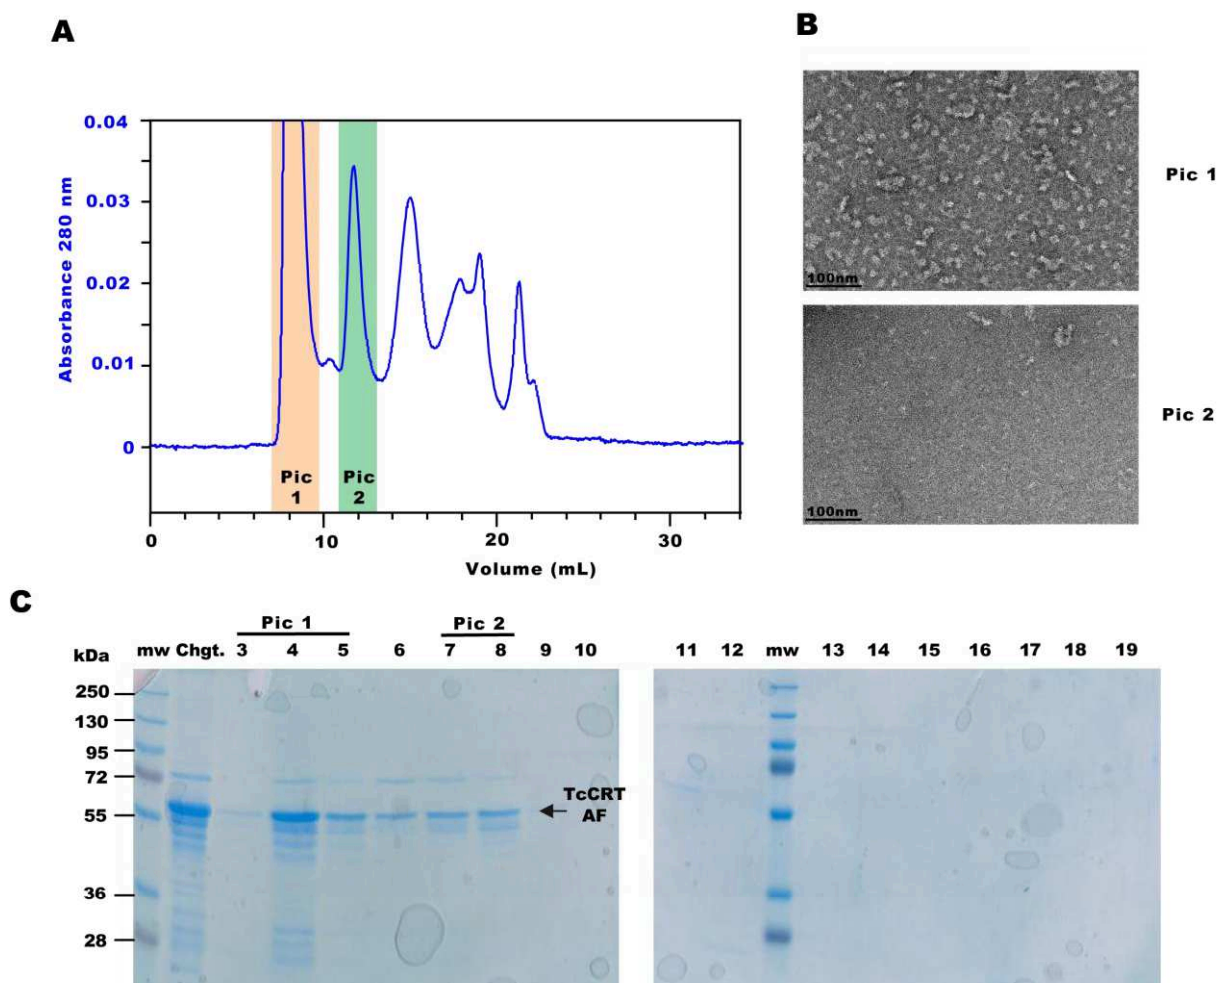 A
Absorbance 280 nm
0.04
0.03
0.02
0.01
0
Pic
1
Pic
2
0
10
20
30
Volume (mL)
B
100nm
Pic 1
100nm
Pic 2
C
Pic 1
Pic 2
kDa
mw Chgt. 3 4 5 6 7 8 9 10
11 12 mw 13 14 15 16 17 18 19
250
130
95
72
55
36
28
TcCRT
AF